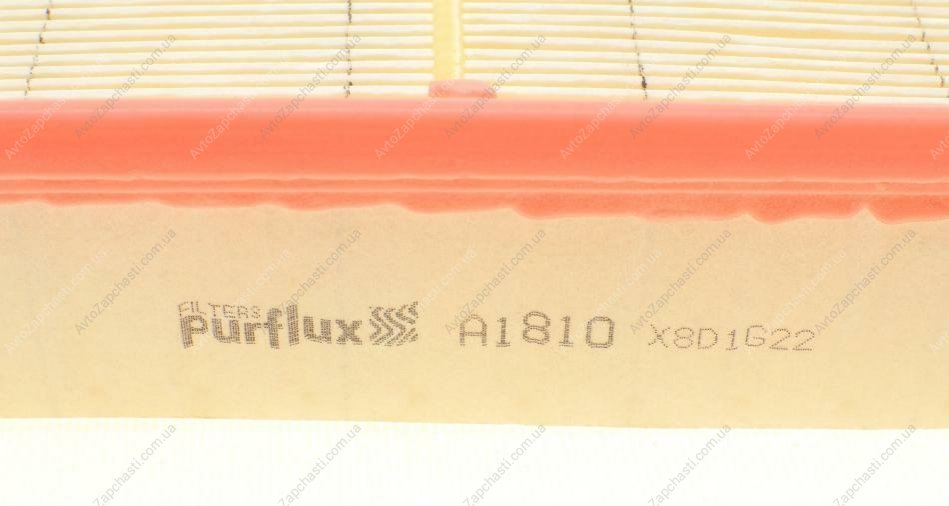 FILTERS
Purflux A1810 X8D1G22
AvtoZapchasti.com.ua